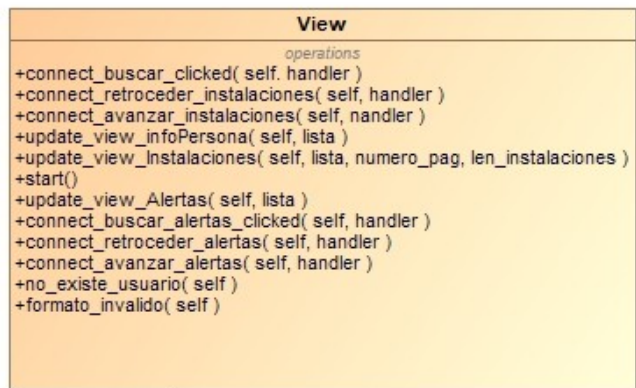 View
operations
+connect_buscar_clicked( self. handler )
+connect_retroceder_instalaciones( self, handler )
+connect_avanzar_instalaciones( self, nandler )
+update_view_infoPersona( self, lista )
+update_view_Instalaciones( self, lista, numero_pag, len_instalaciones )
+start()
+update_view_Alertas( self, lista )
+connect_buscar_alertas_clicked( self, handler )
+connect_retroceder_alertas( self, handler )
+connect_avanzar_alertas( self, handler )
+no_existe_usuario( self )
+formato_invalido( self )